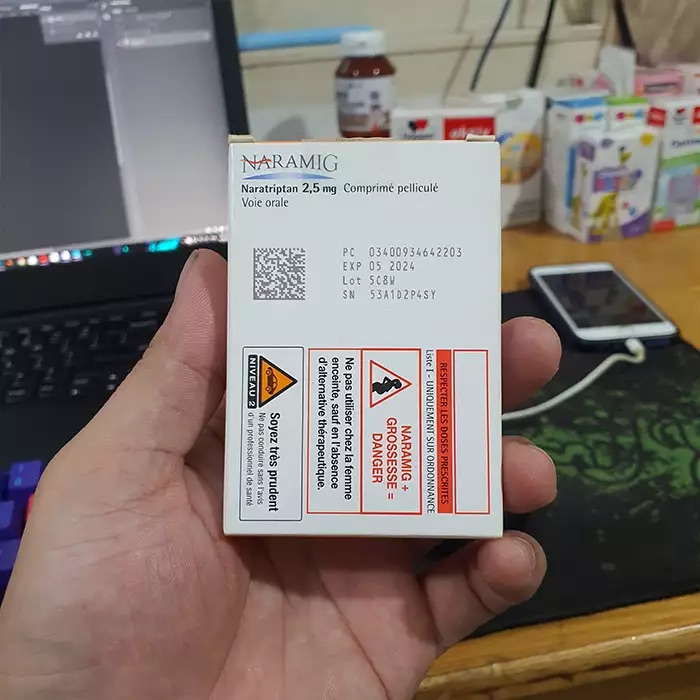 NARAMIG
Naratriptan 2,5 mg Comprimé pelliculé
Voie orale
PC 03400934642203
EXP 05 2024
Lot 5C8W
SN 53A1D2P4SY
RESPECTER LES DOSES PRESCRITES
Liste I - UNIQUEMENT SUR ORDONNANCE
NARAMIG +
GROSSESSE =
DANGER
Ne pas utiliser chez la femme
enceinte, sauf en l'absence
d'alternative thérapeutique.
Soyez très prudent
Ne pas conduire sans l'avis
d'un professionnel de santé
NIVEAU 2